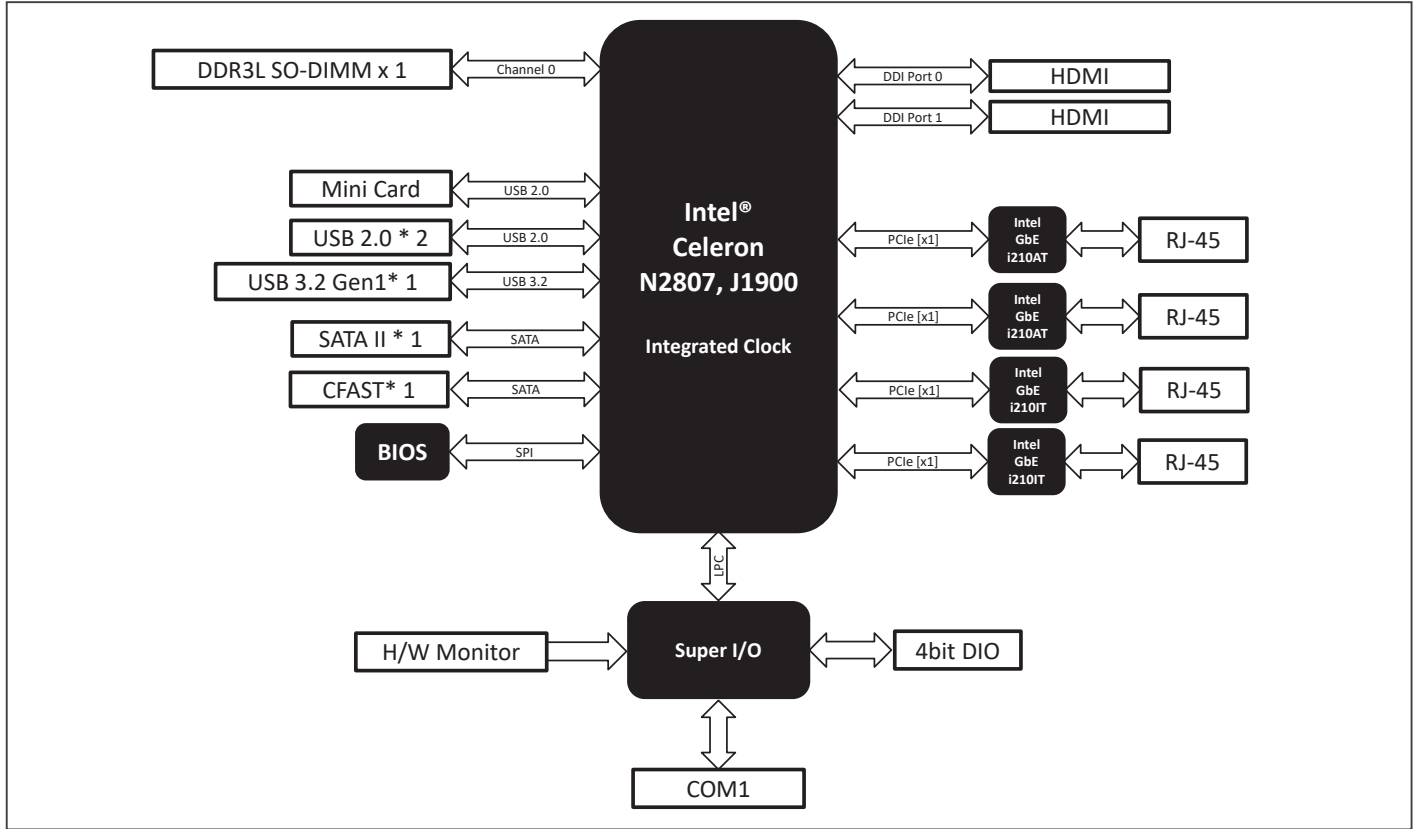 DDR3L SO-DIMM x 1
Channel 0
DDI Port 0
HDMI
DDI Port 1
HDMI
Mini Card
USB 2.0
USB 2.0 * 2
USB 2.0
USB 3.2 Gen1* 1
USB 3.2
SATA II * 1
SATA
CFAST* 1
SATA
BIOS
SPI
Intel®
Celeron
N2807, J1900
Integrated Clock
PCIe [x1]
Intel
GbE
i210AT
RJ-45
PCIe [x1]
Intel
GbE
i210AT
RJ-45
PCIe [x1]
Intel
GbE
i210IT
RJ-45
PCIe [x1]
Intel
GbE
i210IT
RJ-45
LPC
H/W Monitor
Super I/O
4bit DIO
COM1